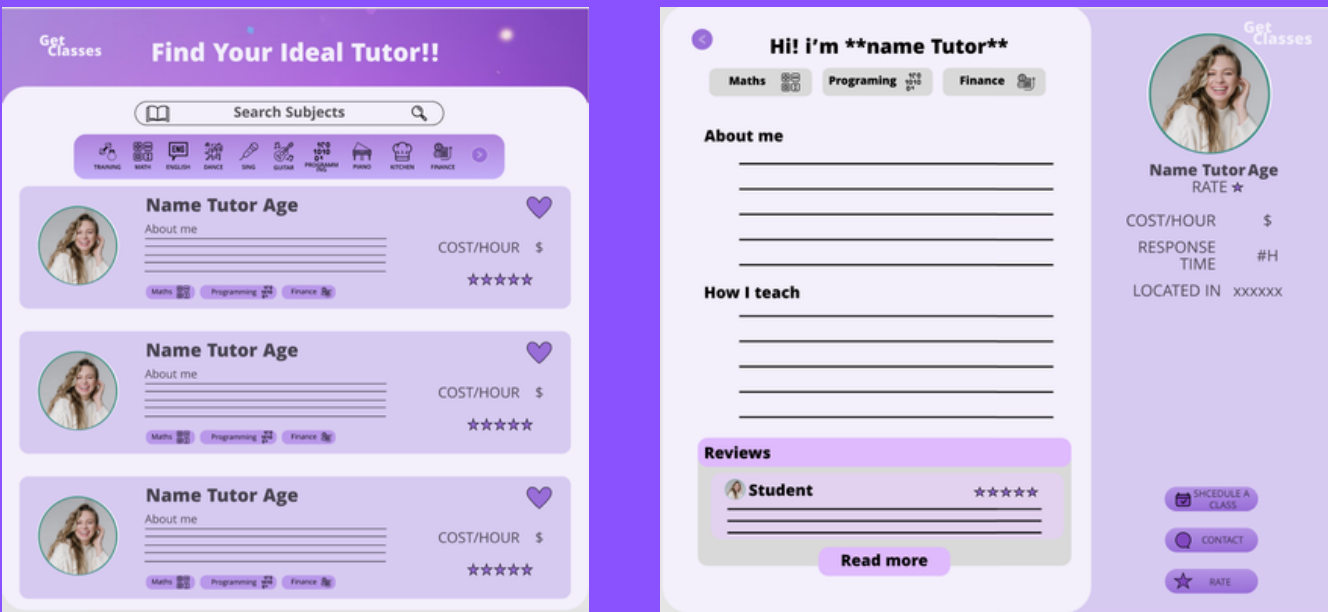 Get
Classes
Find Your Ideal Tutor!!
Search Subjects
TRAINING
MATH
ENG
ENGLISH
DANCE
SING
GUITAR
PROGRAMM
ING
PIANO
KITCHEN
FINANCE
Name Tutor Age
About me
COST/HOUR $
Maths
Programming
Finance
Name Tutor Age
About me
COST/HOUR $
Maths
Programming
Finance
Name Tutor Age
About me
COST/HOUR $
Maths
Programming
Finance
Hi! i'm **name Tutor**
Maths
Programing
Finance
About me
How I teach
Reviews
Student
Read more
Get
Classes
Name Tutor Age
RATE
COST/HOUR $
RESPONSE
TIME
#H
LOCATED IN xxxxxx
SHCEDULE A
CLASS
CONTACT
RATE